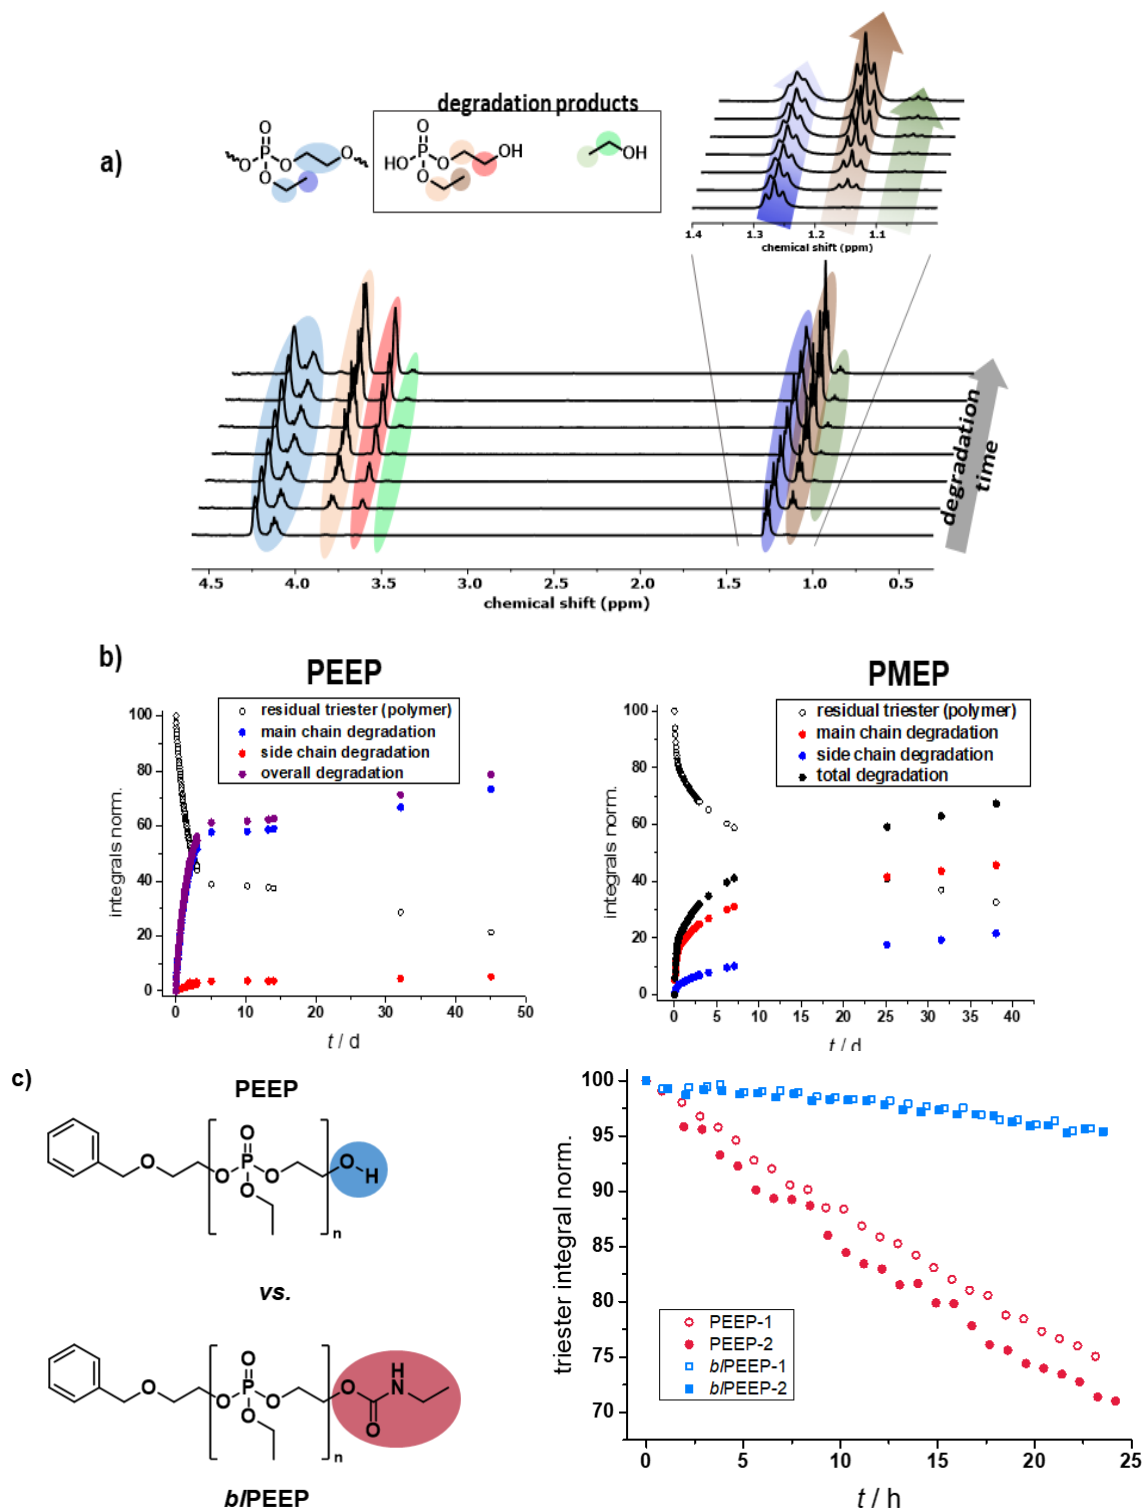 degradation products
a)
O
P
O
O
O
O
HO
P
O
OH
O
OH
1.4
1.3
1.2
1.1
chemical shift (ppm)
degradation
time
4.5
4.0
3.5
3.0
2.5
2.0
1.5
1.0
0.5
chemical shift (ppm)
b)
PEEP
residual triester (polymer)
main chain degradation
side chain degradation
overall degradation
integrals norm.
100
80
60
40
20
0
0
10
20
30
40
50
t / d
PMEP
residual triester (polymer)
main chain degradation
side chain degradation
total degradation
integrals norm.
100
80
60
40
20
0
0
5
10
15
20
25
30
35
40
t / d
c)
PEEP
O
O
O
P
O
O
O
H
n
vs.
O
O
O
P
O
O
O
H
N
O
n
blPEEP
triester integral norm.
100
95
90
85
80
75
70
PEEP-1
PEEP-2
blPEEP-1
blPEEP-2
0
5
10
15
20
25
t / h